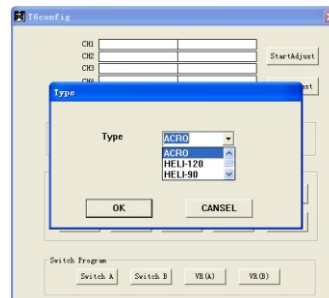 T6config
CH1
CH2
StartAdjust
CH3
CH4
Type
Type
ACRO
ACRO
HELI-120
HELI-90
OK
CANSEL
Switch Program
Switch A
Switch B
VR(A)
VR(B)